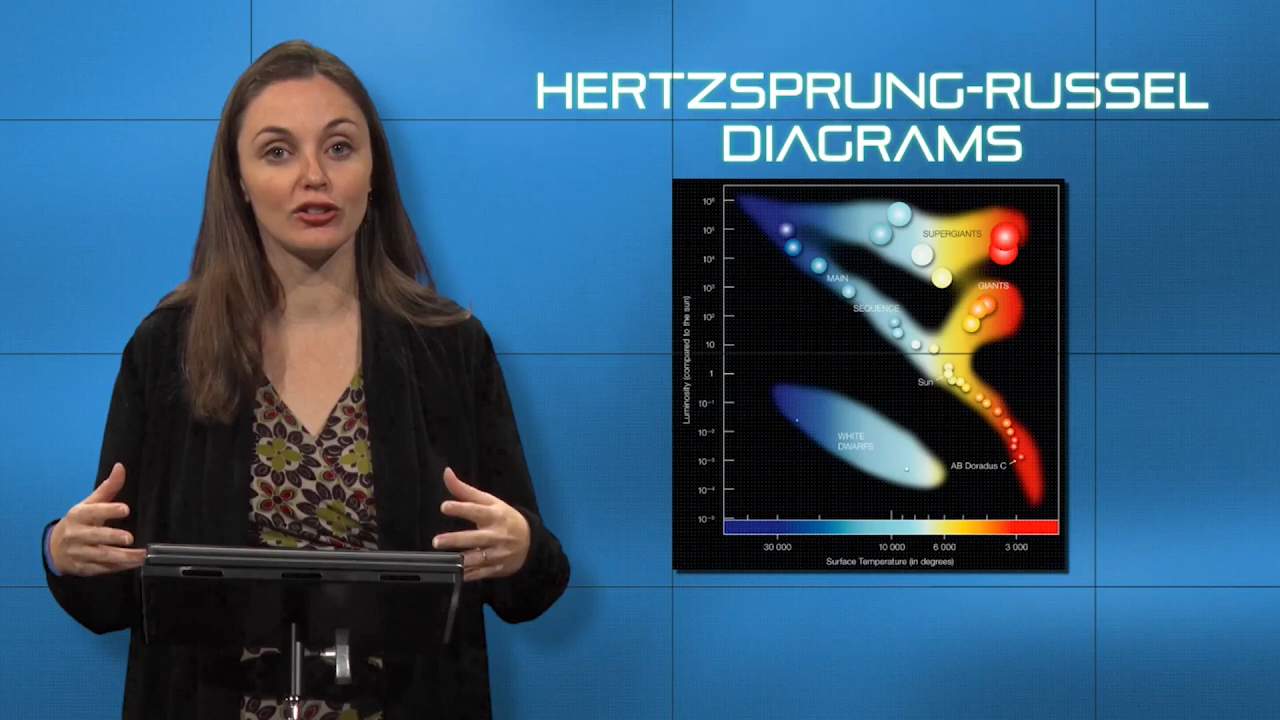 HERTZSPRUNG-RUSSEL
DIAGRAMS
10⁶
10⁵
10⁴
10³
10²
10
1
10⁻¹
10⁻²
10⁻³
10⁻⁴
10⁻⁵
Luminosity (compared to the sun)
SUPERGIANTS
MAIN
SEQUENCE
GIANTS
Sun
WHITE
DWARFS
AB Doradus C
30 000
10 000
6 000
3 000
Surface Temperature (in degrees)